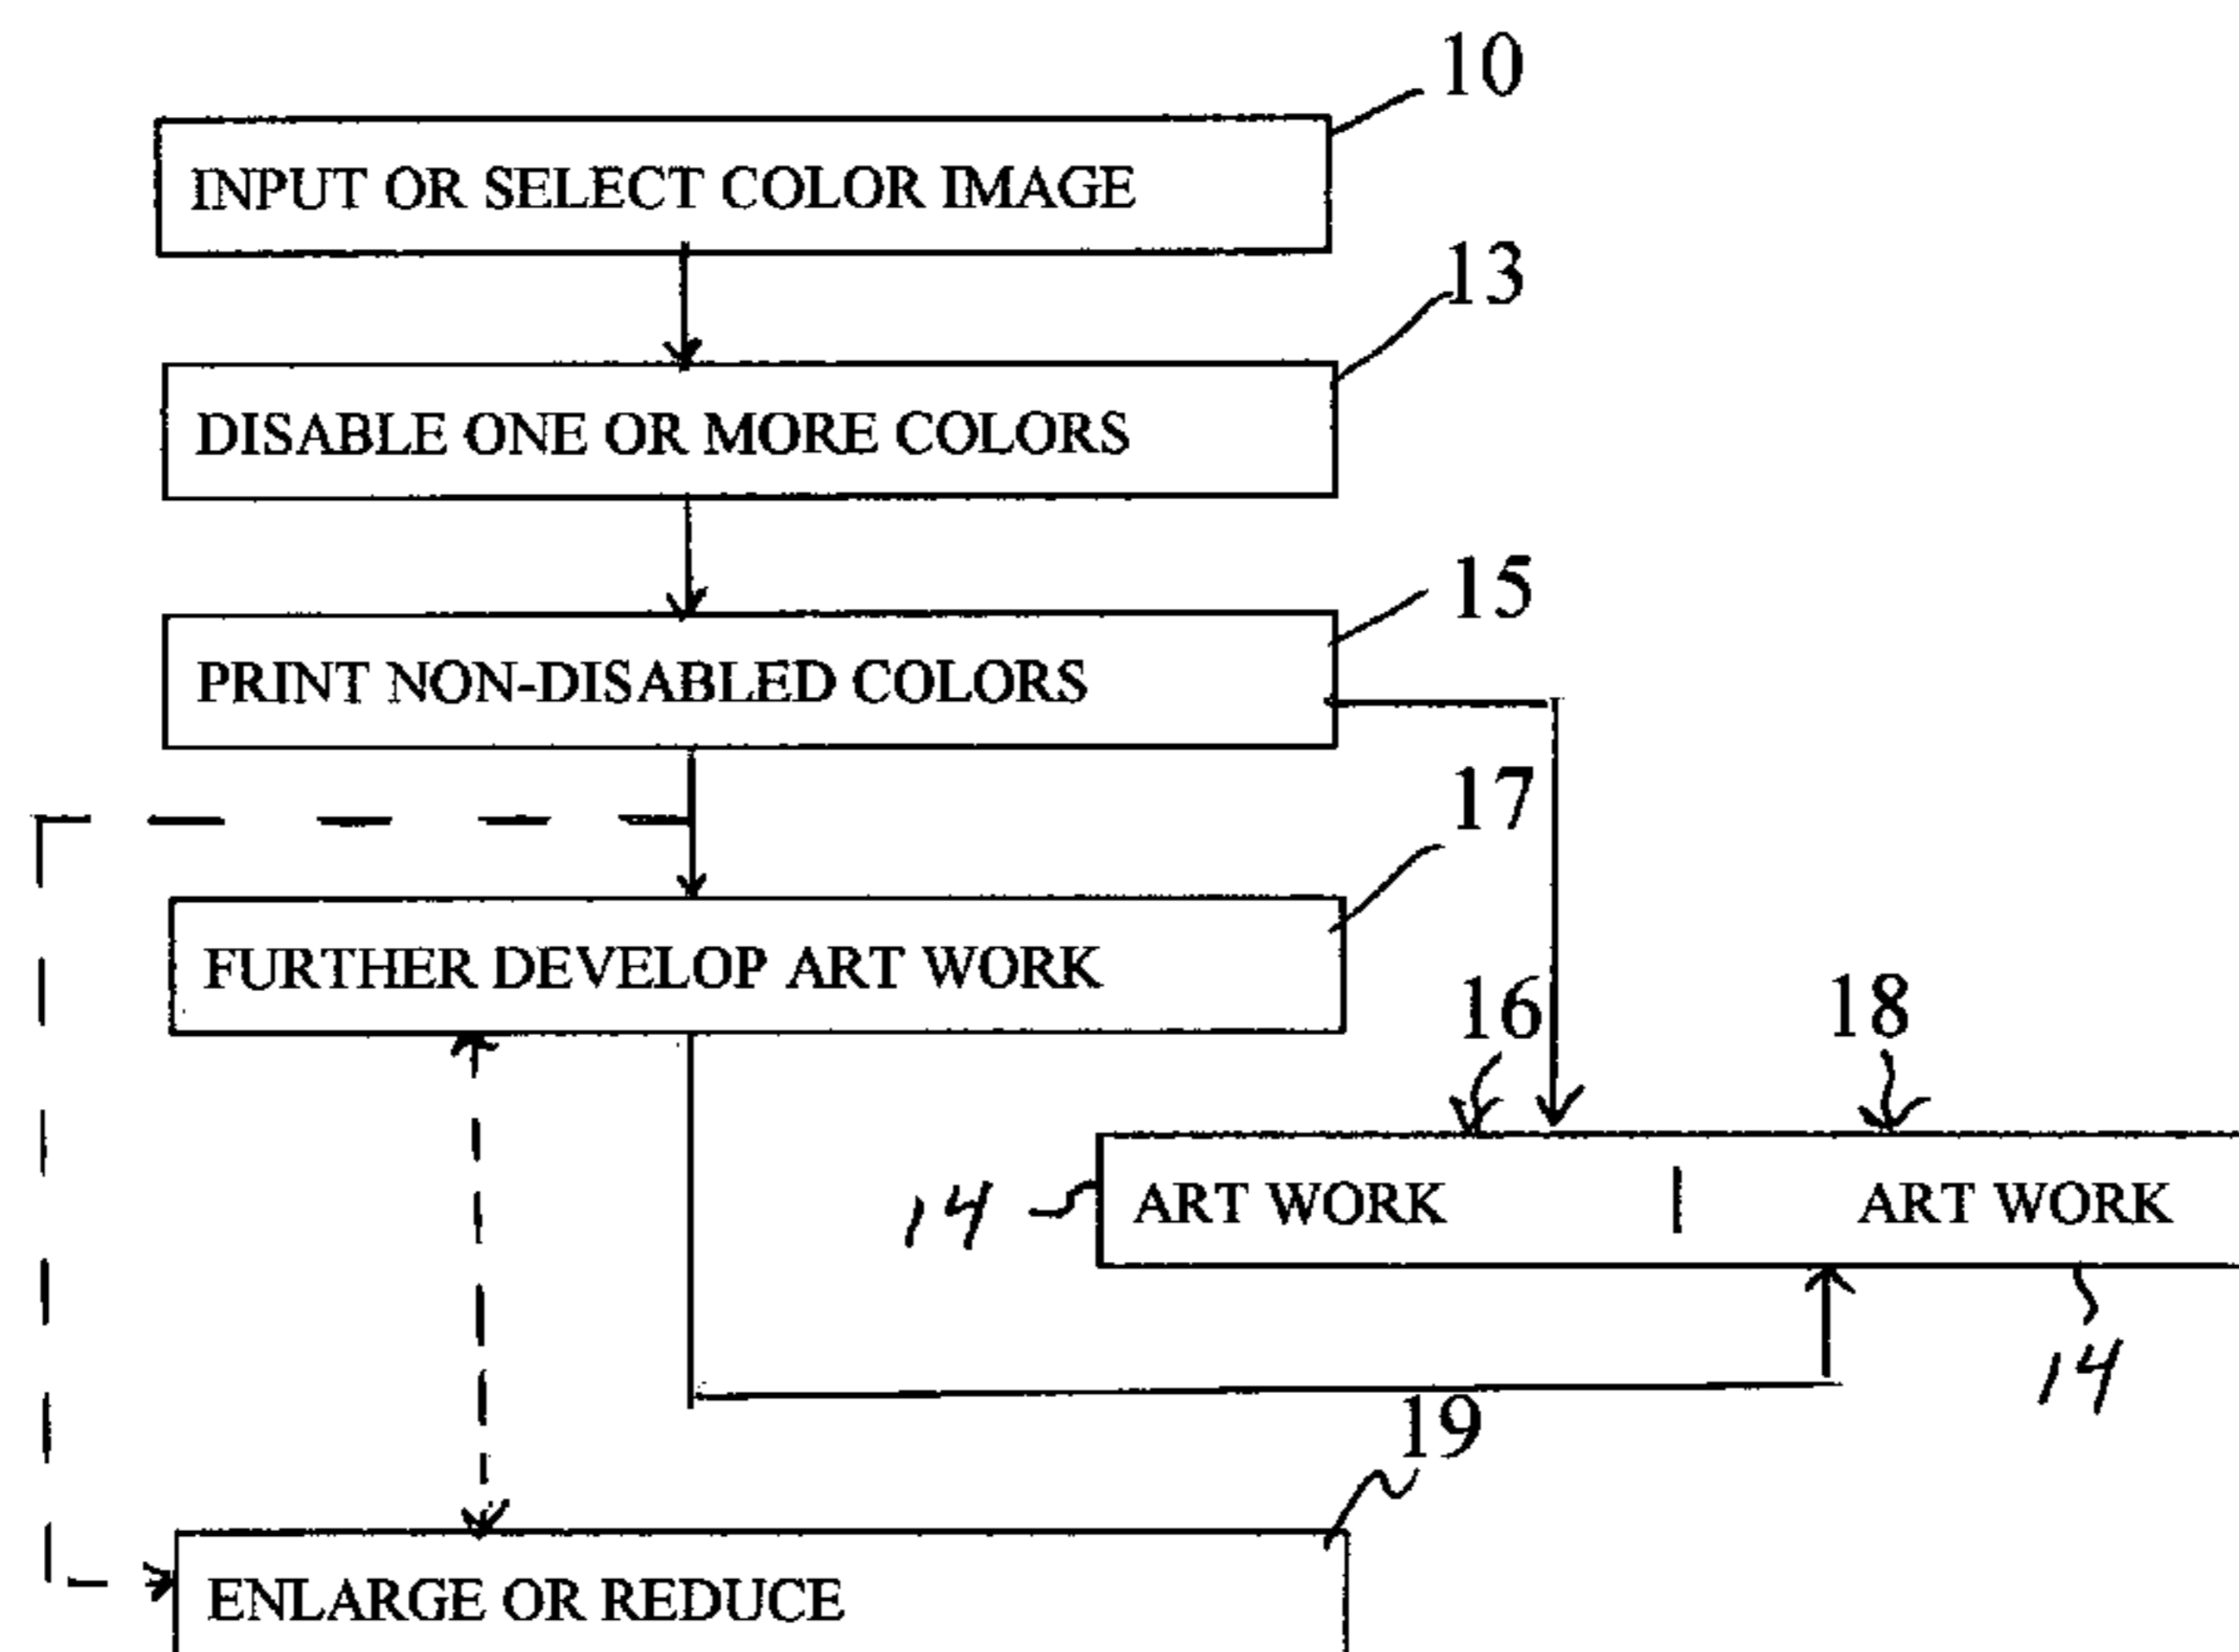 10
INPUT OR SELECT COLOR IMAGE
13
DISABLE ONE OR MORE COLORS
15
PRINT NON-DISABLED COLORS
17
FURTHER DEVELOP ART WORK
16 18
14 ART WORK | ART WORK
14
19
ENLARGE OR REDUCE